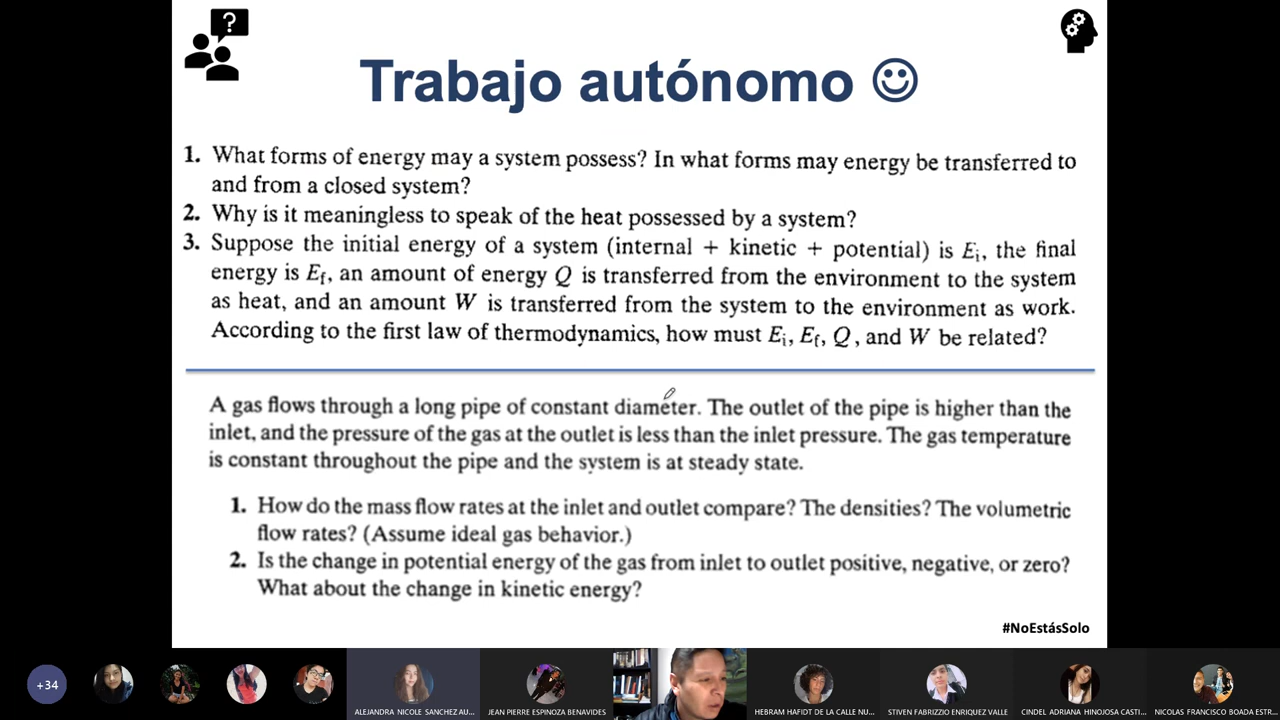 ?
Trabajo autónomo ☺
1. What forms of energy may a system possess? In what forms may energy be transferred to
and from a closed system?
2. Why is it meaningless to speak of the heat possessed by a system?
3. Suppose the initial energy of a system (internal + kinetic + potential) is Ei, the final
energy is Ef, an amount of energy Q is transferred from the environment to the system
as heat, and an amount W is transferred from the system to the environment as work.
According to the first law of thermodynamics, how must Ei, Ef, Q, and W be related?
A gas flows through a long pipe of constant diameter. The outlet of the pipe is higher than the
inlet, and the pressure of the gas at the outlet is less than the inlet pressure. The gas temperature
is constant throughout the pipe and the system is at steady state.
1. How do the mass flow rates at the inlet and outlet compare? The densities? The volumetric
flow rates? (Assume ideal gas behavior.)
2. Is the change in potential energy of the gas from inlet to outlet positive, negative, or zero?
What about the change in kinetic energy?
#NoEstásSolo
+34
ALEJANDRA NICOLE SANCHEZ AU...
JEAN PIERRE ESPINOZA BENAVIDES
HEBRAM HAFIDT DE LA CALLE NU...
STIVEN FABRIZZIO ENRIQUEZ VALLE
CINDEL ADRIANA HINOJOSA CASTI...
NICOLAS FRANCISCO BOADA ESTR...